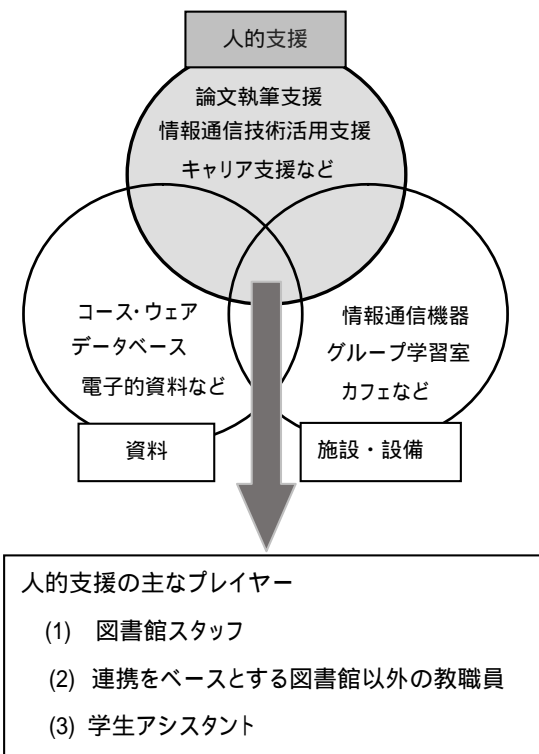 人的支援
論文執筆支援
情報通信技術活用支援
キャリア支援など
コース・ウェア
データベース
電子的資料など
資料
情報通信機器
グループ学習室
カフェなど
施設・設備
人的支援の主なプレイヤー
(1) 図書館スタッフ
(2) 連携をベースとする図書館以外の教職員
(3) 学生アシスタント